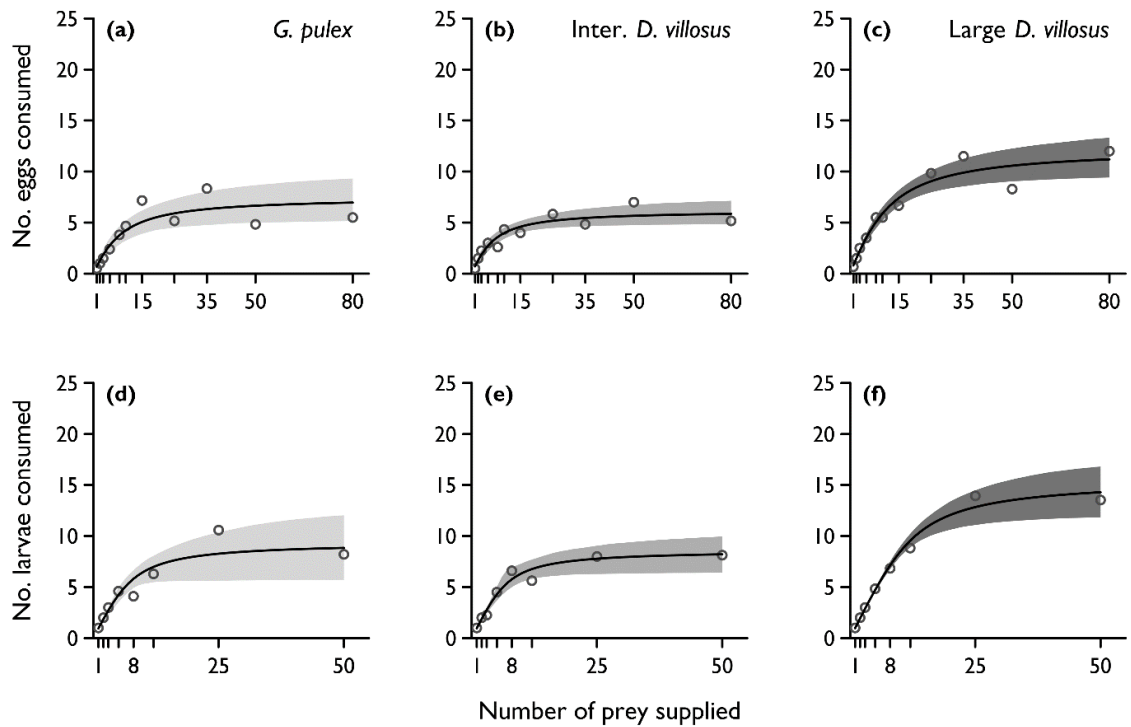 25 (a) G. pulex
20
15
10
5
0
1 15 35 50 80
25 (b) Inter. D. villosus
20
15
10
5
0
1 15 35 50 80
25 (c) Large D. villosus
20
15
10
5
0
1 15 35 50 80
No. eggs consumed
25 (d)
20
15
10
5
0
1 8 25 50
25 (e)
20
15
10
5
0
1 8 25 50
25 (f)
20
15
10
5
0
1 8 25 50
No. larvae consumed
Number of prey supplied